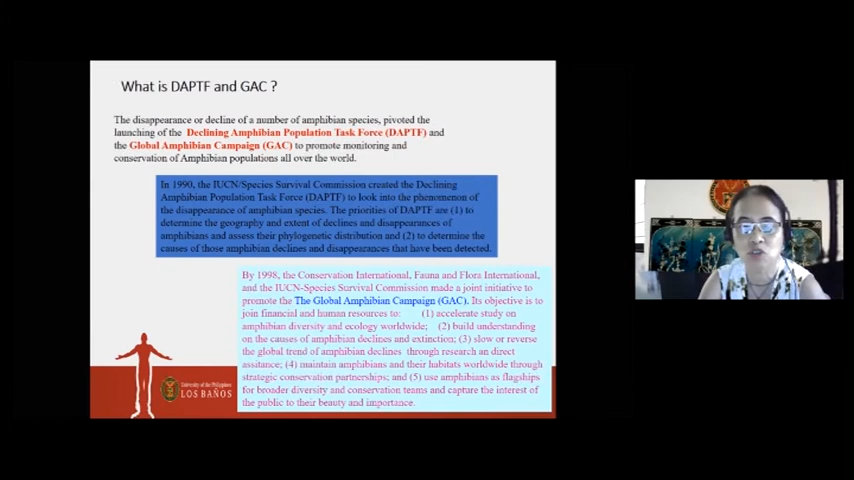 What is DAPTF and GAC ?
The disappearance or decline of a number of amphibian species, pivoted the
launching of the Declining Amphibian Population Task Force (DAPTF) and
the Global Amphibian Campaign (GAC) to promote monitoring and
conservation of Amphibian populations all over the world.
In 1990, the IUCN/Species Survival Commission created the Declining
Amphibian Population Task Force (DAPTF) to look into the phenomenon of
the disappearance of amphibian species. The priorities of DAPTF are (1) to
determine the geography and extent of declines and disappearances of
amphibians and assess their phylogenetic distribution and (2) to determine the
causes of those amphibian declines and disappearances that have been detected.
By 1998, the Conservation International, Fauna and Flora International,
and the IUCN-Species Survival Commission made a joint initiative to
promote the The Global Amphibian Campaign (GAC). Its objective is to
join financial and human resources to: (1) accelerate study on
amphibian diversity and ecology worldwide; (2) build understanding
on the causes of amphibian declines and extinction; (3) slow or reverse
the global trend of amphibian declines through research an direct
assitance; (4) maintain amphibians and their habitats worldwide through
strategic conservation partnerships; and (5) use amphibians as flagships
for broader diversity and conservation teams and capture the interest of
the public to their beauty and importance.
University of the Philippines
LOS BAÑOS